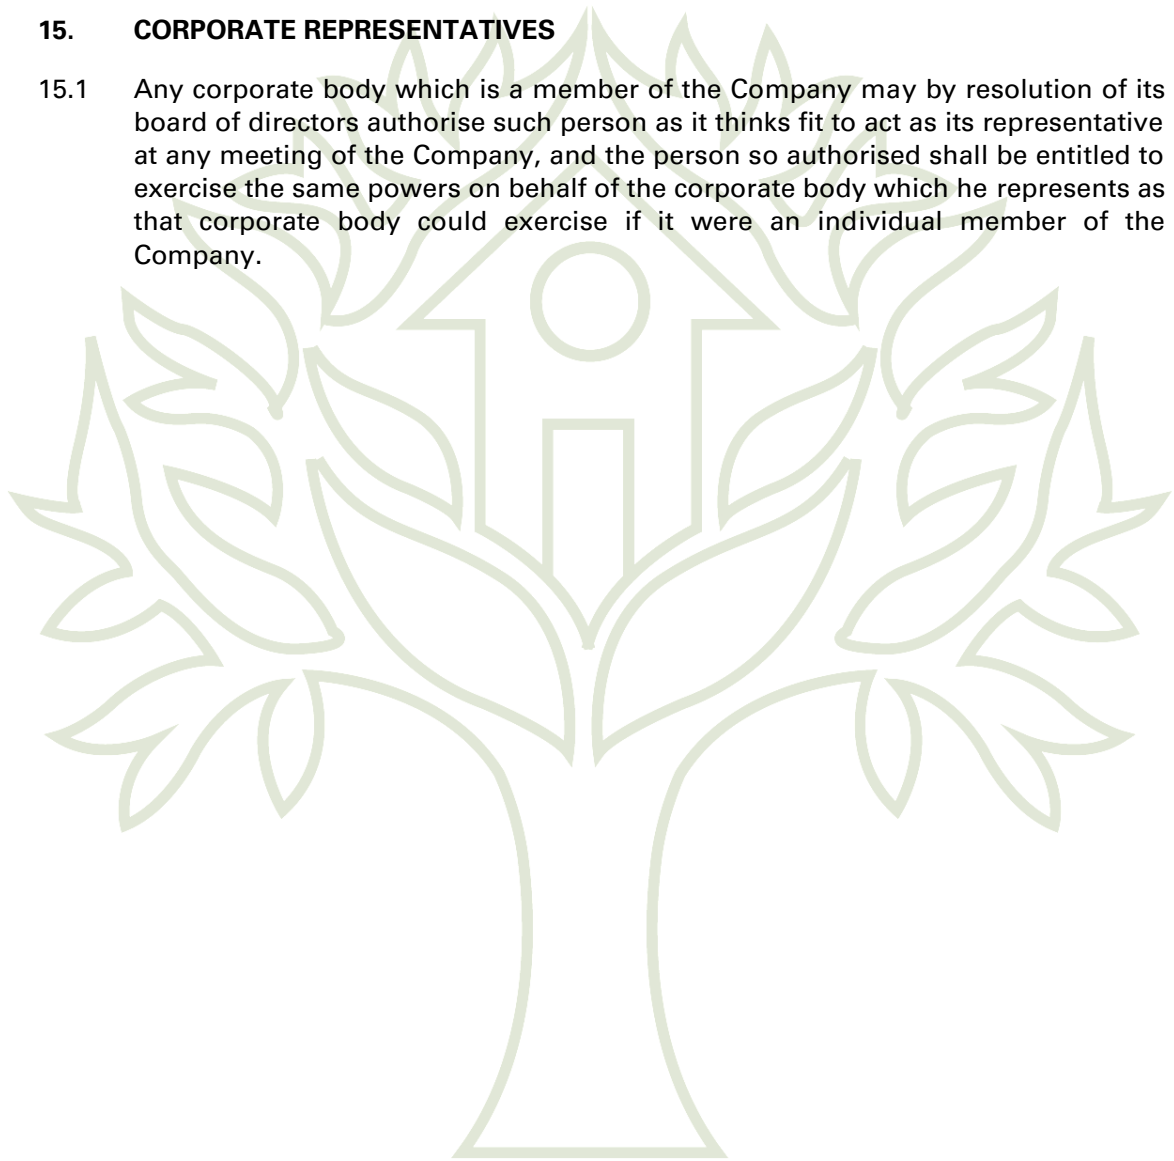 15. CORPORATE REPRESENTATIVES
15.1 Any corporate body which is a member of the Company may by resolution of its
board of directors authorise such person as it thinks fit to act as its representative
at any meeting of the Company, and the person so authorised shall be entitled to
exercise the same powers on behalf of the corporate body which he represents as
that corporate body could exercise if it were an individual member of the
Company.